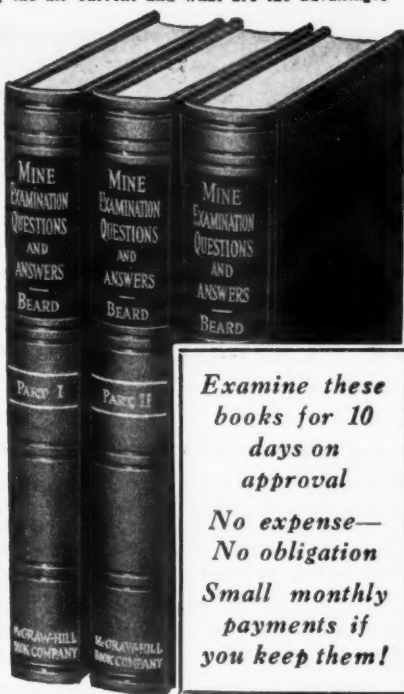 MINE
EXAMINATION
QUESTIONS
AND
ANSWERS
BEARD
PART I
McGRAW-HILL
BOOK COMPANY
MINE
EXAMINATION
QUESTIONS
AND
ANSWERS
BEARD
PART II
McGRAW-HILL
BOOK COMPANY
MINE
EXAMINATION
QUESTIONS
AND
ANSWERS
BEARD
Examine these
books for 10
days on
approval
No expense—
No obligation
Small monthly
payments if
you keep them!